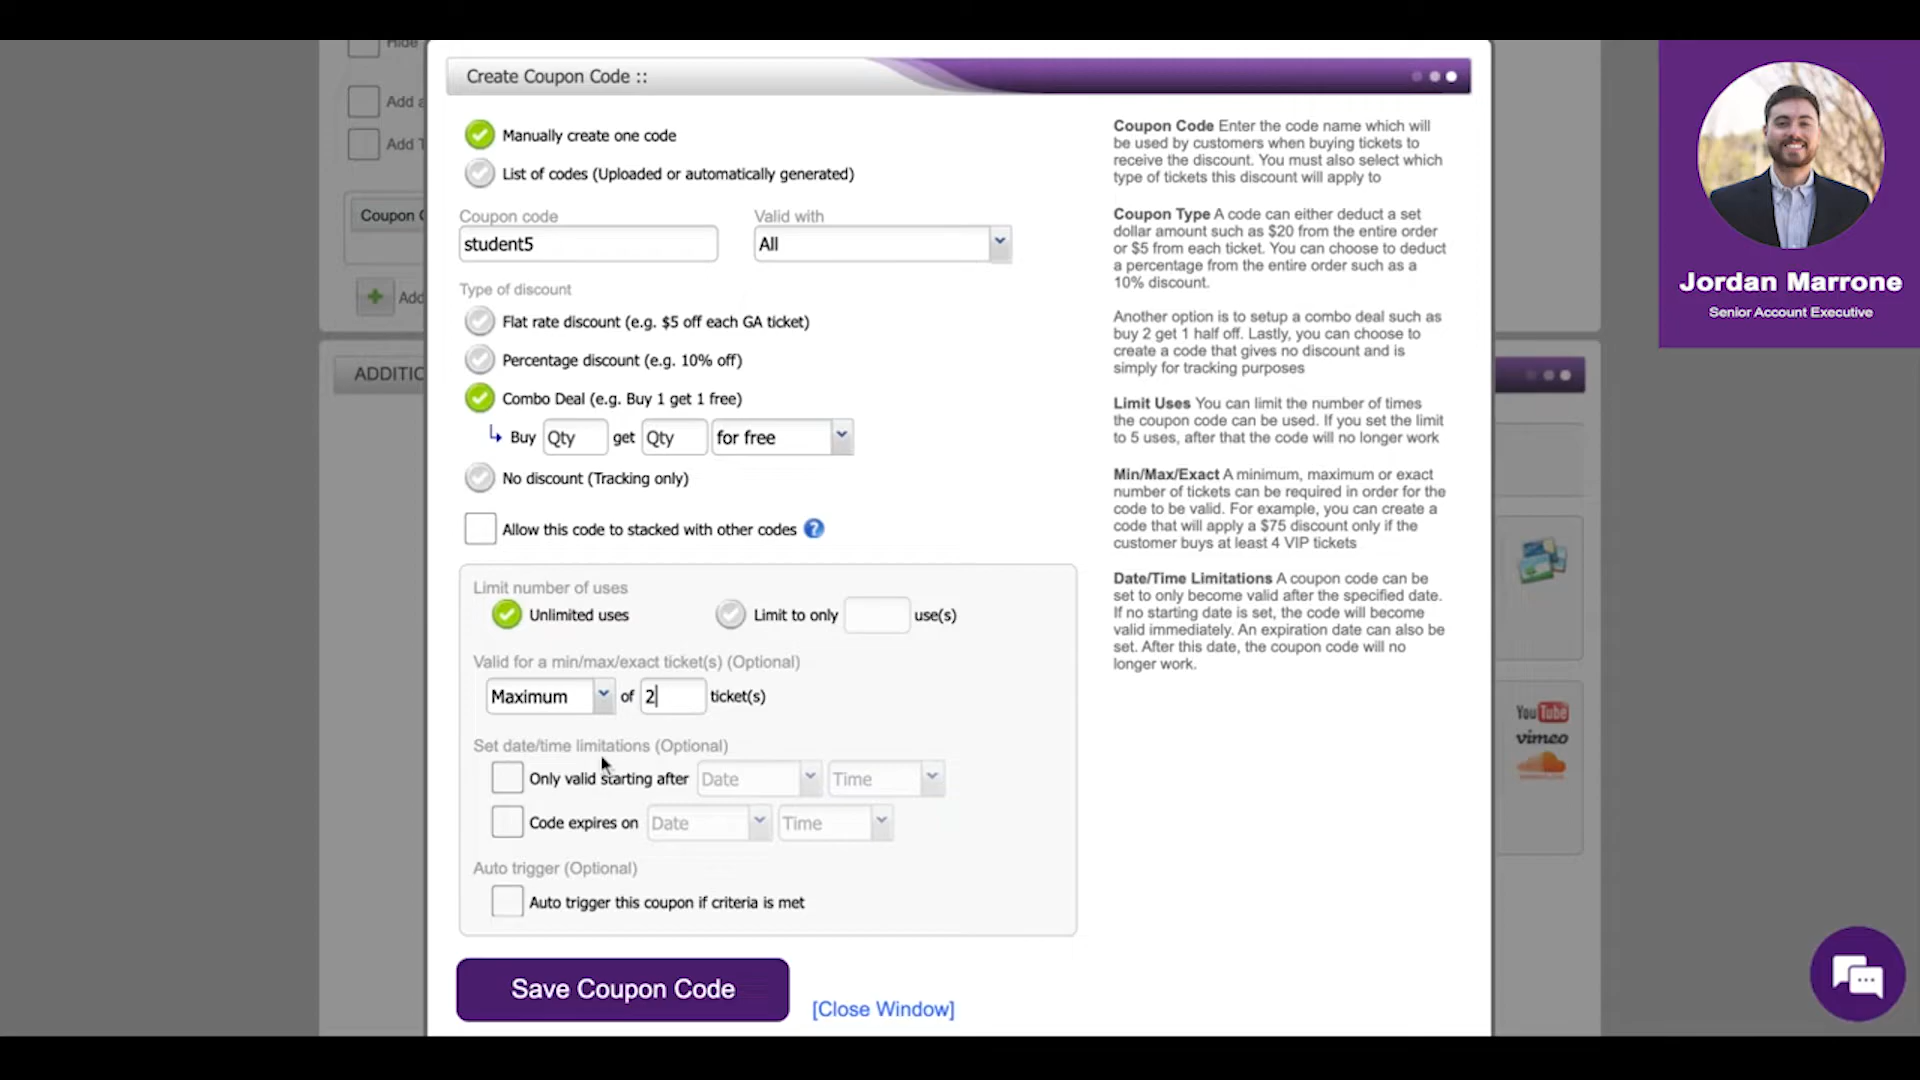 Hide
Add a
Add T
Coupon C
Add
ADDITIC
Create Coupon Code ::
Manually create one code
List of codes (Uploaded or automatically generated)
Coupon code
Valid with
student5
All
Type of discount
Flat rate discount (e.g. $5 off each GA ticket)
Percentage discount (e.g. 10% off)
Combo Deal (e.g. Buy 1 get 1 free)
Buy Qty get Qty for free
No discount (Tracking only)
Allow this code to stacked with other codes ?
Limit number of uses
Unlimited uses
Limit to only use(s)
Valid for a min/max/exact ticket(s) (Optional)
Maximum of 2 ticket(s)
Set date/time limitations (Optional)
Only valid starting after Date Time
Code expires on Date Time
Auto trigger (Optional)
Auto trigger this coupon if criteria is met
Save Coupon Code
[Close Window]
Coupon Code Enter the code name which will
be used by customers when buying tickets to
receive the discount. You must also select which
type of tickets this discount will apply to
Coupon Type A code can either deduct a set
dollar amount such as $20 from the entire order
or $5 from each ticket. You can choose to deduct
a percentage from the entire order such as a
10% discount.
Another option is to setup a combo deal such as
buy 2 get 1 half off. Lastly, you can choose to
create a code that gives no discount and is
simply for tracking purposes
Limit Uses You can limit the number of times
the coupon code can be used. If you set the limit
to 5 uses, after that the code will no longer work
Min/Max/Exact A minimum, maximum or exact
number of tickets can be required in order for the
code to be valid. For example, you can create a
code that will apply a $75 discount only if the
customer buys at least 4 VIP tickets
Date/Time Limitations A coupon code can be
set to only become valid after the specified date.
If no starting date is set, the code will become
valid immediately. An expiration date can also be
set. After this date, the coupon code will no
longer work.
YouTube
vimeo
Jordan Marrone
Senior Account Executive